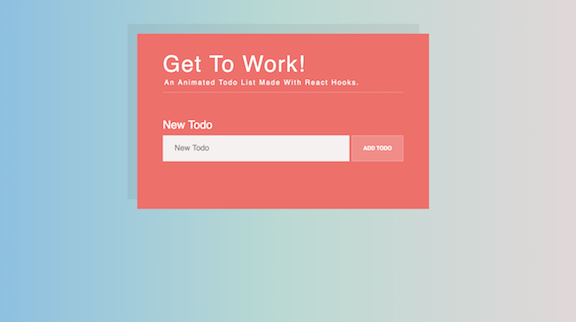 Get To Work!
An Animated Todo List Made With React Hooks.
New Todo
New Todo
ADD TODO